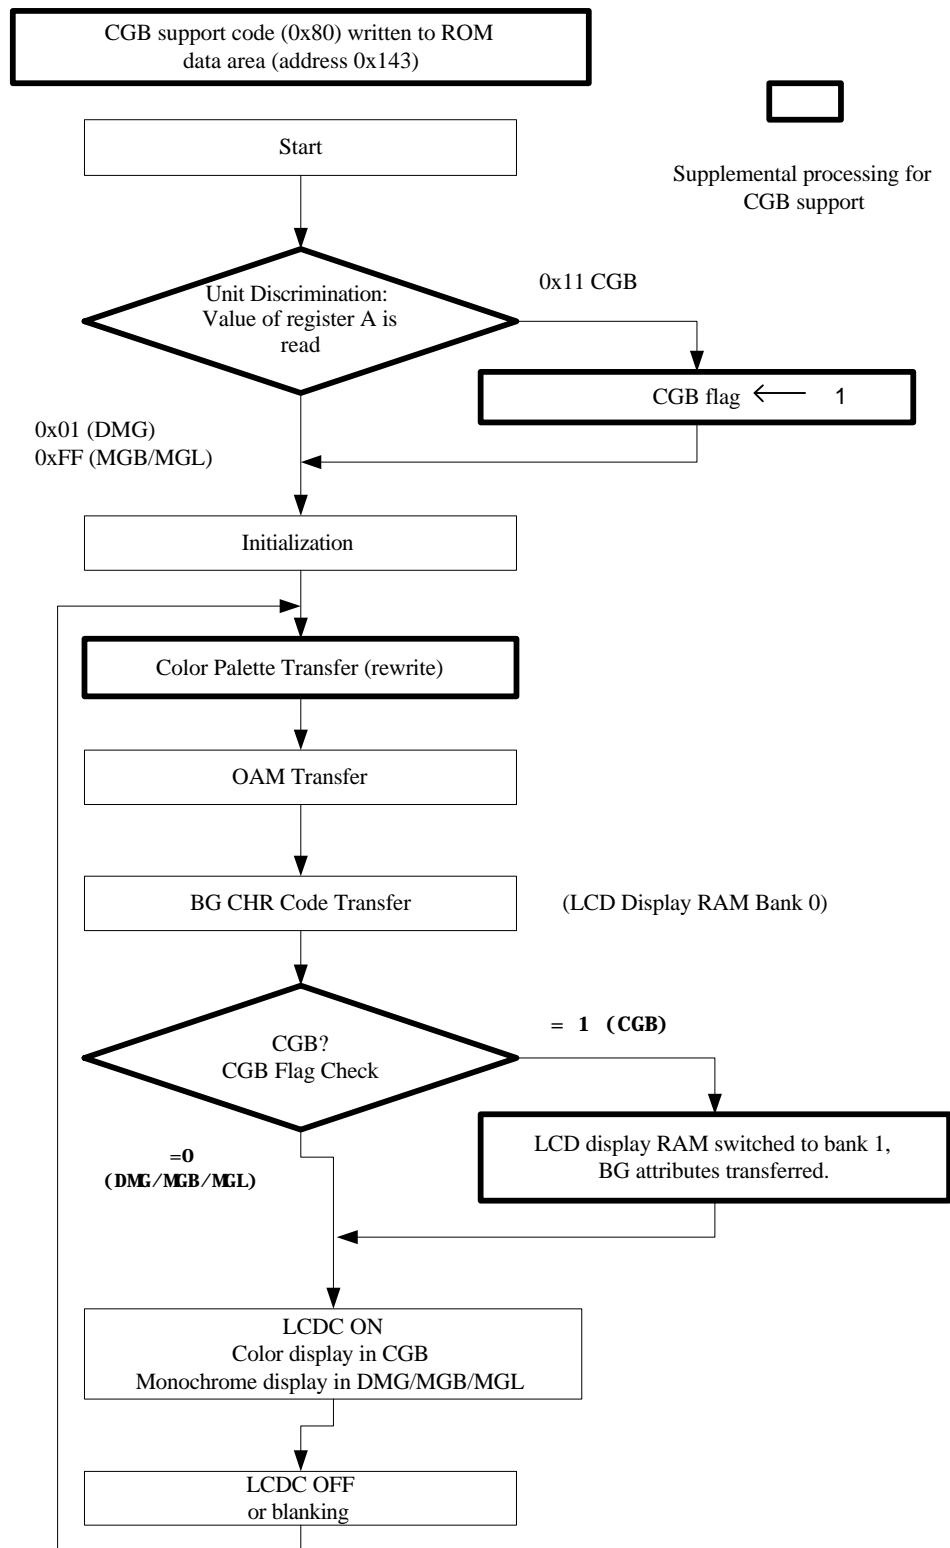 CGB support code (0x80) written to ROM
data area (address 0x143)
Supplemental processing for
CGB support
Start
Unit Discrimination:
Value of register A is
read
0x11 CGB
CGB flag ← 1
0x01 (DMG)
0xFF (MGB/MGL)
Initialization
Color Palette Transfer (rewrite)
OAM Transfer
BG CHR Code Transfer
(LCD Display RAM Bank 0)
CGB?
CGB Flag Check
= 1 (CGB)
LCD display RAM switched to bank 1,
BG attributes transferred.
=0
(DMG/MGB/MGL)
LCDC ON
Color display in CGB
Monochrome display in DMG/MGB/MGL
LCDC OFF
or blanking